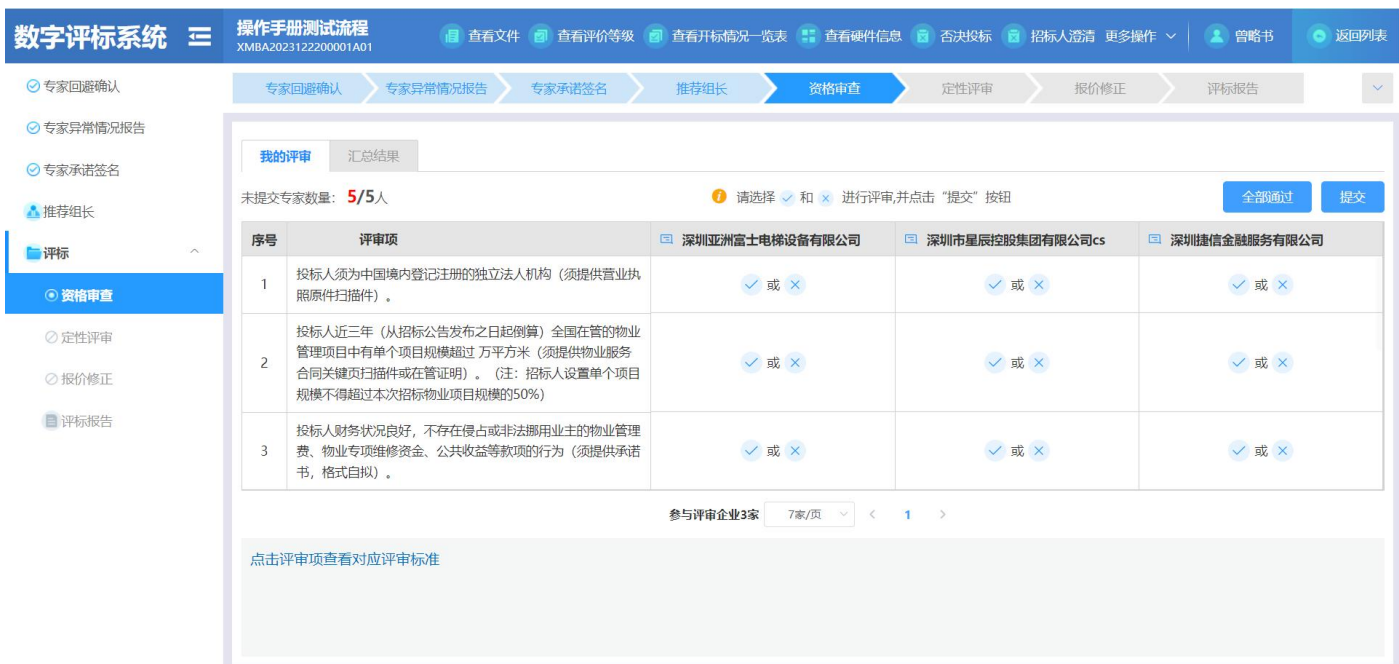 数字评标系统
操作手册测试流程
XMBA2023122200001A01
查看文件 查看评价等级 查看开标情况一览表 查看硬件信息 否决投标 招标人澄清 更多操作 曾略书 返回列表
专家回避确认
专家异常情况报告
专家承诺签名
推荐组长
评标
资格审查
定性评审
报价修正
评标报告
专家回避确认 专家异常情况报告 专家承诺签名 推荐组长 资格审查 定性评审 报价修正 评标报告
我的评审 汇总结果
未提交专家数量: 5/5人 请选择 ✓ 和 × 进行评审,并点击“提交”按钮 全部通过 提交
序号 评审项 深圳亚洲富士电梯设备有限公司 深圳市星辰控股集团有限公司cs 深圳捷信金融服务有限公司
1 投标人须为中国境内登记注册的独立法人机构（须提供营业执
照原件扫描件）。
✓ 或 × ✓ 或 × ✓ 或 ×
2 投标人近三年（从招标公告发布之日起倒算）全国在管的物业
管理项目中有单个项目规模超过 万平方米（须提供物业服务
合同关键页扫描件或在管证明）。（注：招标人设置单个项目
规模不得超过本次招标物业项目规模的50%）
✓ 或 × ✓ 或 × ✓ 或 ×
3 投标人财务状况良好，不存在侵占或非法挪用业主的物业管理
费、物业专项维修资金、公共收益等款项的行为（须提供承诺
书，格式自拟）。
✓ 或 × ✓ 或 × ✓ 或 ×
参与评审企业3家 7家/页 < 1 >
点击评审项查看对应评审标准